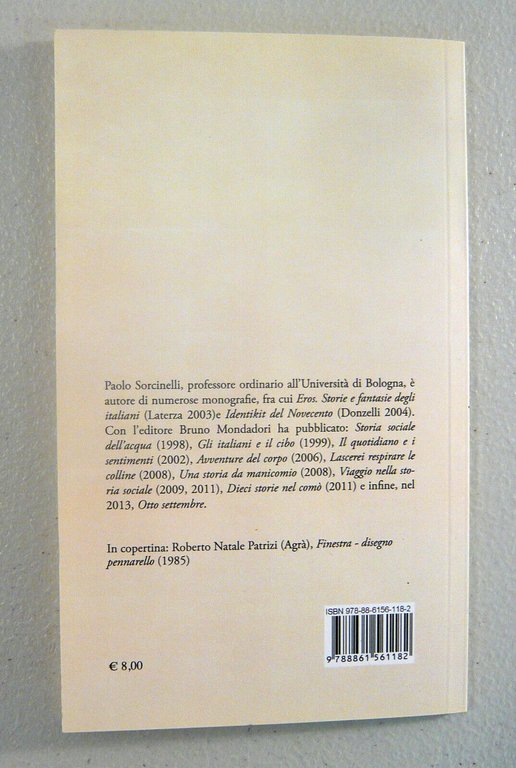 Paolo Sorcinelli, professore ordinario all'Università di Bologna, è
autore di numerose monografie, fra cui Eros. Storie e fantasie degli
italiani (Laterza 2003)e Identikit del Novecento (Donzelli 2004).
Con l'editore Bruno Mondadori ha pubblicato: Storia sociale
dell'acqua (1998), Gli italiani e il cibo (1999), Il quotidiano e i
sentimenti (2002), Avventure del corpo (2006), Lascerei respirare le
colline (2008), Una storia da manicomio (2008), Viaggio nella sto-
ria sociale (2009, 2011), Dieci storie nel comò (2011) e infine, nel
2013, Otto settembre.
In copertina: Roberto Natale Patrizi (Agrà), Finestra - disegno
pennarello (1985)
ISBN 978-88-6156-118-2
9 788861 561182
€ 8,00